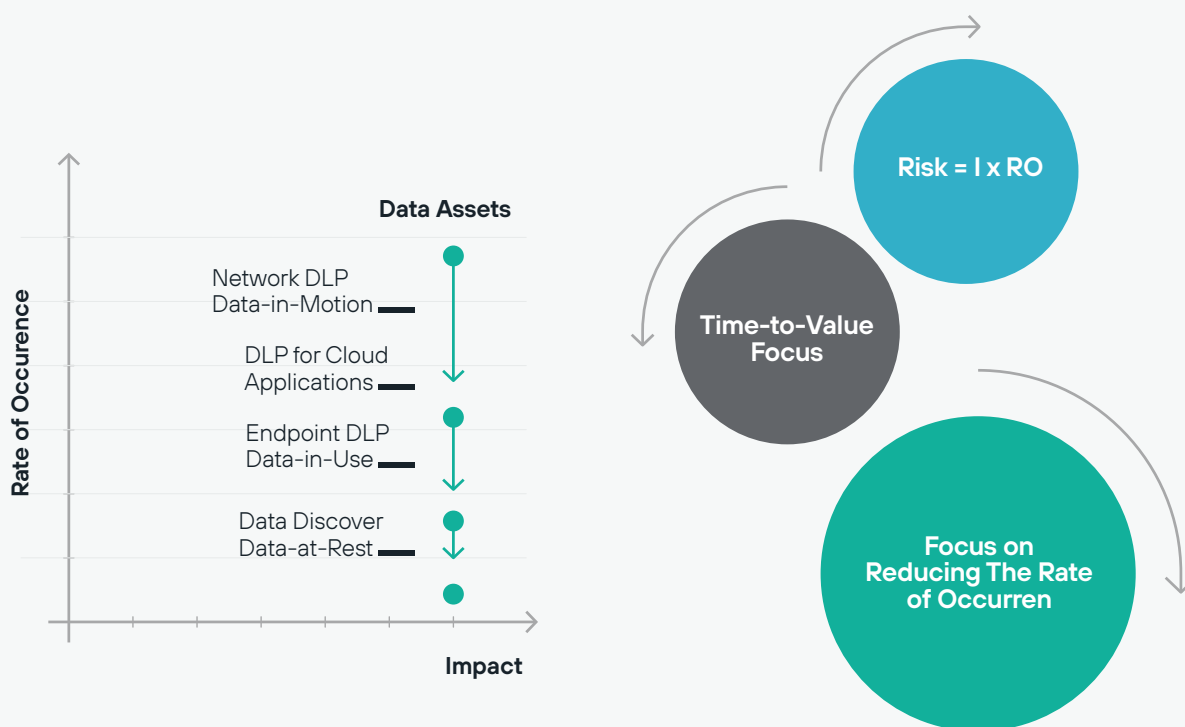 Data Assets
Network DLP
Data-in-Motion
DLP for Cloud
Applications
Endpoint DLP
Data-in-Use
Data Discover
Data-at-Rest
Rate of Occurence
Impact
Risk = I x RO
Time-to-Value
Focus
Focus on
Reducing The Rate
of Occurren